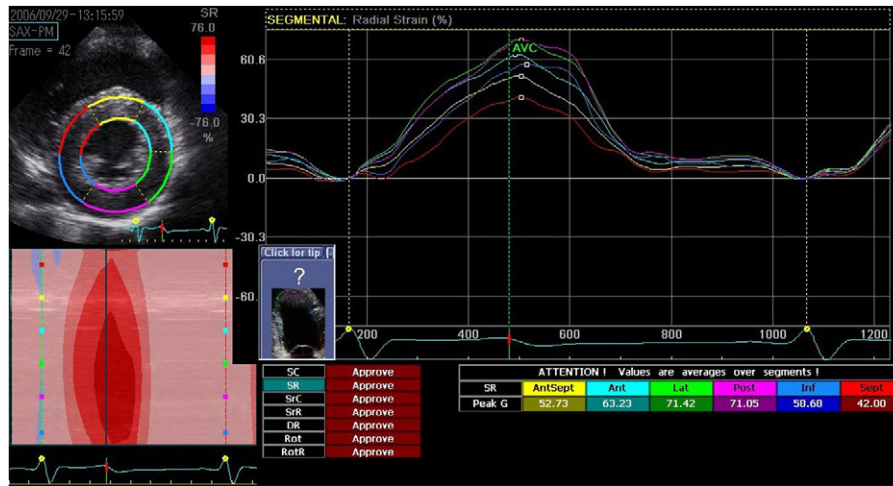 2006/09/29-13:15:59
SAX-PM
Frame = 42
SR
76.0
-76.0
%
SEGMENTAL: Radial Strain (%)
AVC
60.6
30.3
0.0
-30.3
-60.
200 400 600 800 1000 1200
Click for tip
?
SC Approve
SR Approve
SrC Approve
SrR Approve
DR Approve
Rot Approve
RotR Approve
ATTENTION ! Values are averages over segments !
SR AntSept Ant Lat Post Inf Sept
Peak G 52.73 63.23 71.42 71.05 58.68 42.00